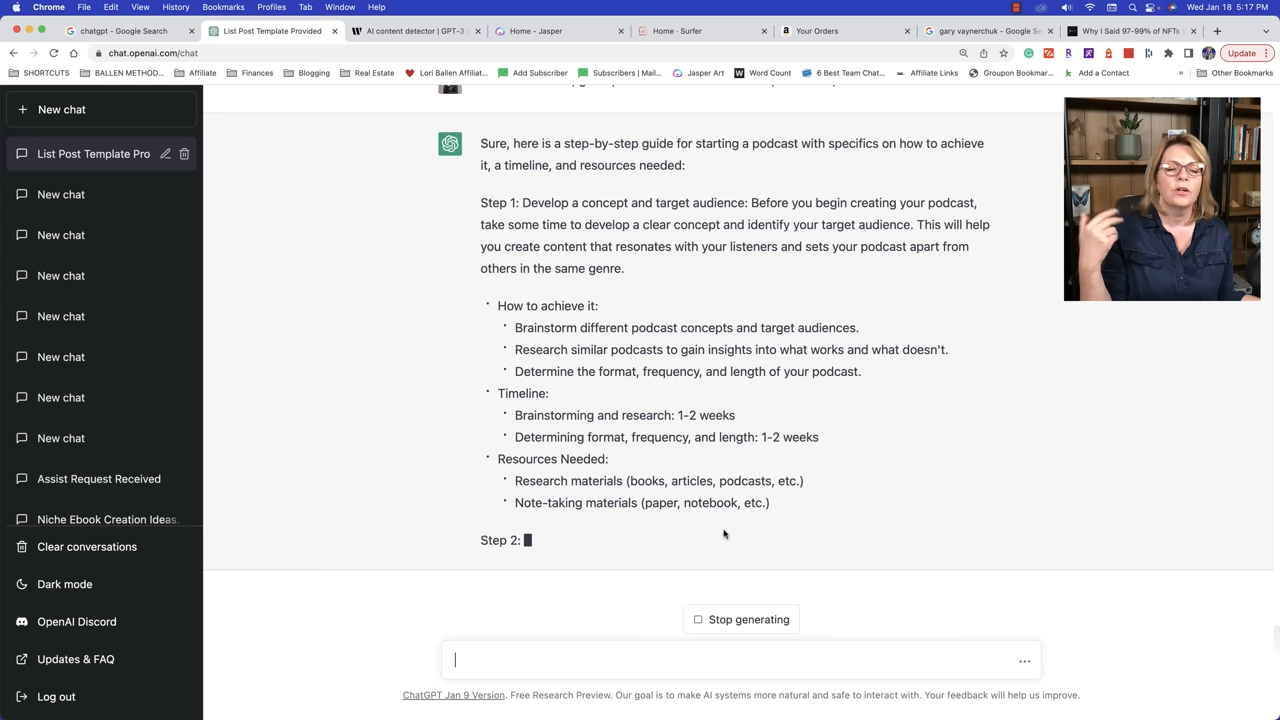 Chrome File Edit View History Bookmarks Profiles Tab Window Help Wed Jan 18 5:17 PM
chatgpt - Google Search List Post Template Provided AI content detector | GPT-3 Home - Jasper Home · Surfer Your Orders gary vaynerchuk - Google Se Why I Said 97-99% of NFTs
chat.openai.com/chat Update
SHORTCUTS BALLEN METHOD... Affiliate Finances Blogging Real Estate Lori Ballen Affiliat... Add Subscriber Subscribers | Mail... Jasper Art Word Count 6 Best Team Chat... Affiliate Links Groupon Bookmar... Add a Contact » Other Bookmarks
+ New chat
List Post Template Pro
New chat
New chat
New chat
New chat
New chat
New chat
New chat
Assist Request Received
Niche Ebook Creation Ideas.
Clear conversations
Dark mode
OpenAI Discord
Updates & FAQ
Log out
Sure, here is a step-by-step guide for starting a podcast with specifics on how to achieve
it, a timeline, and resources needed:
Step 1: Develop a concept and target audience: Before you begin creating your podcast,
take some time to develop a clear concept and identify your target audience. This will help
you create content that resonates with your listeners and sets your podcast apart from
others in the same genre.
• How to achieve it:
• Brainstorm different podcast concepts and target audiences.
• Research similar podcasts to gain insights into what works and what doesn't.
• Determine the format, frequency, and length of your podcast.
• Timeline:
• Brainstorming and research: 1-2 weeks
• Determining format, frequency, and length: 1-2 weeks
• Resources Needed:
• Research materials (books, articles, podcasts, etc.)
• Note-taking materials (paper, notebook, etc.)
Step 2:
Stop generating
ChatGPT Jan 9 Version. Free Research Preview. Our goal is to make AI systems more natural and safe to interact with. Your feedback will help us improve.